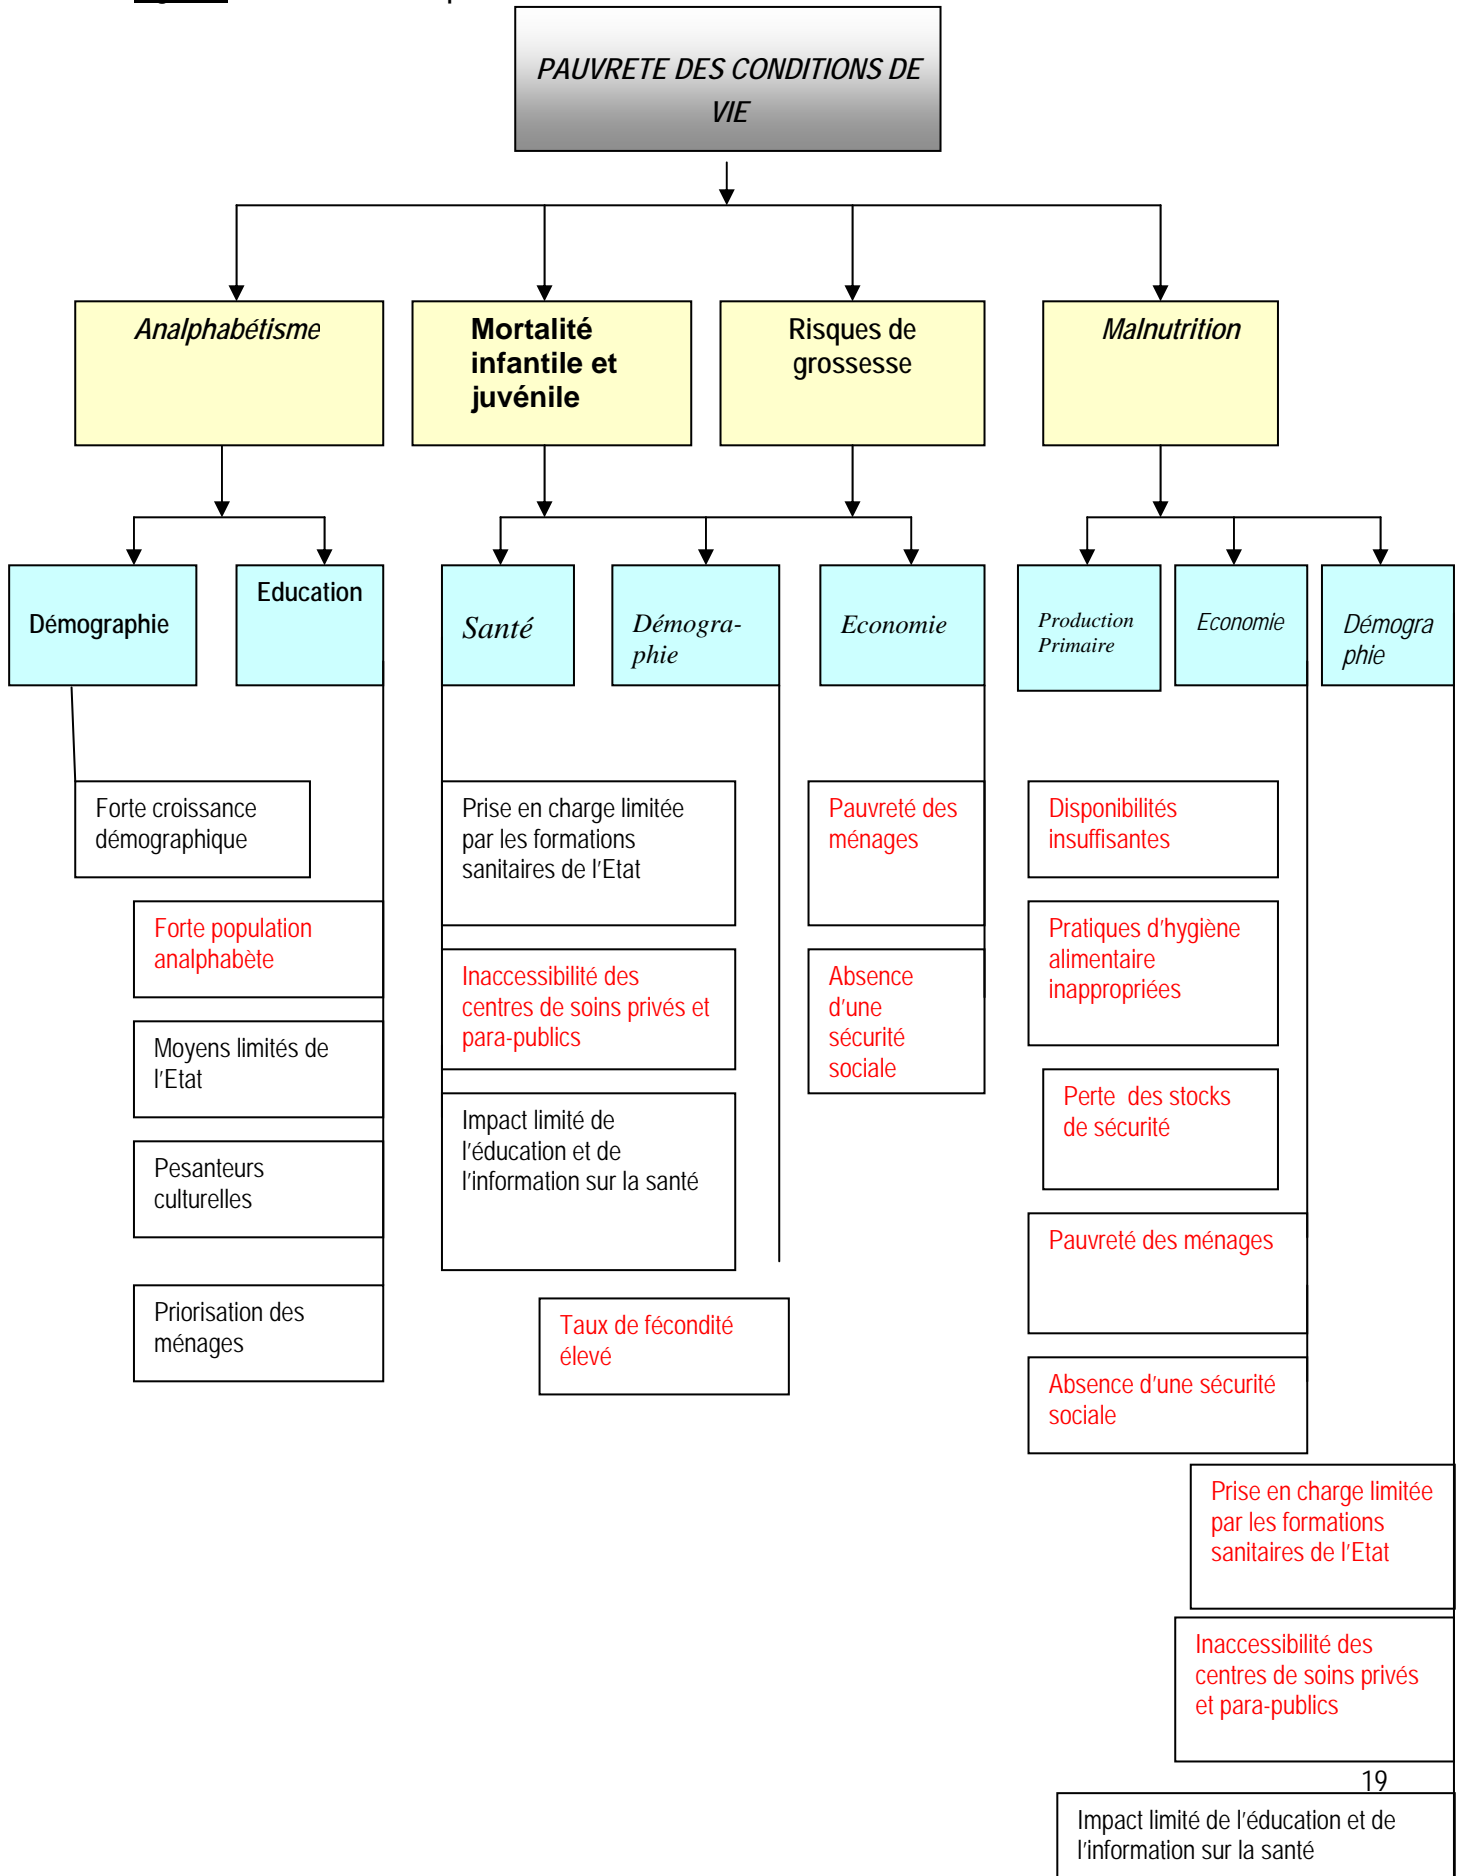 PAUVRETE DES CONDITIONS DE
VIE
Analphabétisme
Mortalité
infantile et
juvénile
Risques de
grossesse
Malnutrition
Démographie
Education
Santé
Démogra-
phie
Economie
Production
Primaire
Economie
Démogra
phie
Forte croissance
démographique
Forte population
analphabète
Moyens limités de
l'Etat
Pesanteurs
culturelles
Priorisation des
ménages
Prise en charge limitée
par les formations
sanitaires de l'Etat
Inaccessibilité des
centres de soins privés et
para-publics
Impact limité de
l'éducation et de
l'information sur la santé
Taux de fécondité
élevé
Pauvreté des
ménages
Absence
d'une
sécurité
sociale
Disponibilités
insuffisantes
Pratiques d'hygiène
alimentaire
inappropriées
Perte des stocks
de sécurité
Pauvreté des ménages
Absence d'une sécurité
sociale
Prise en charge limitée
par les formations
sanitaires de l'Etat
Inaccessibilité des
centres de soins privés
et para-publics
19
Impact limité de l'éducation et de
l'information sur la santé